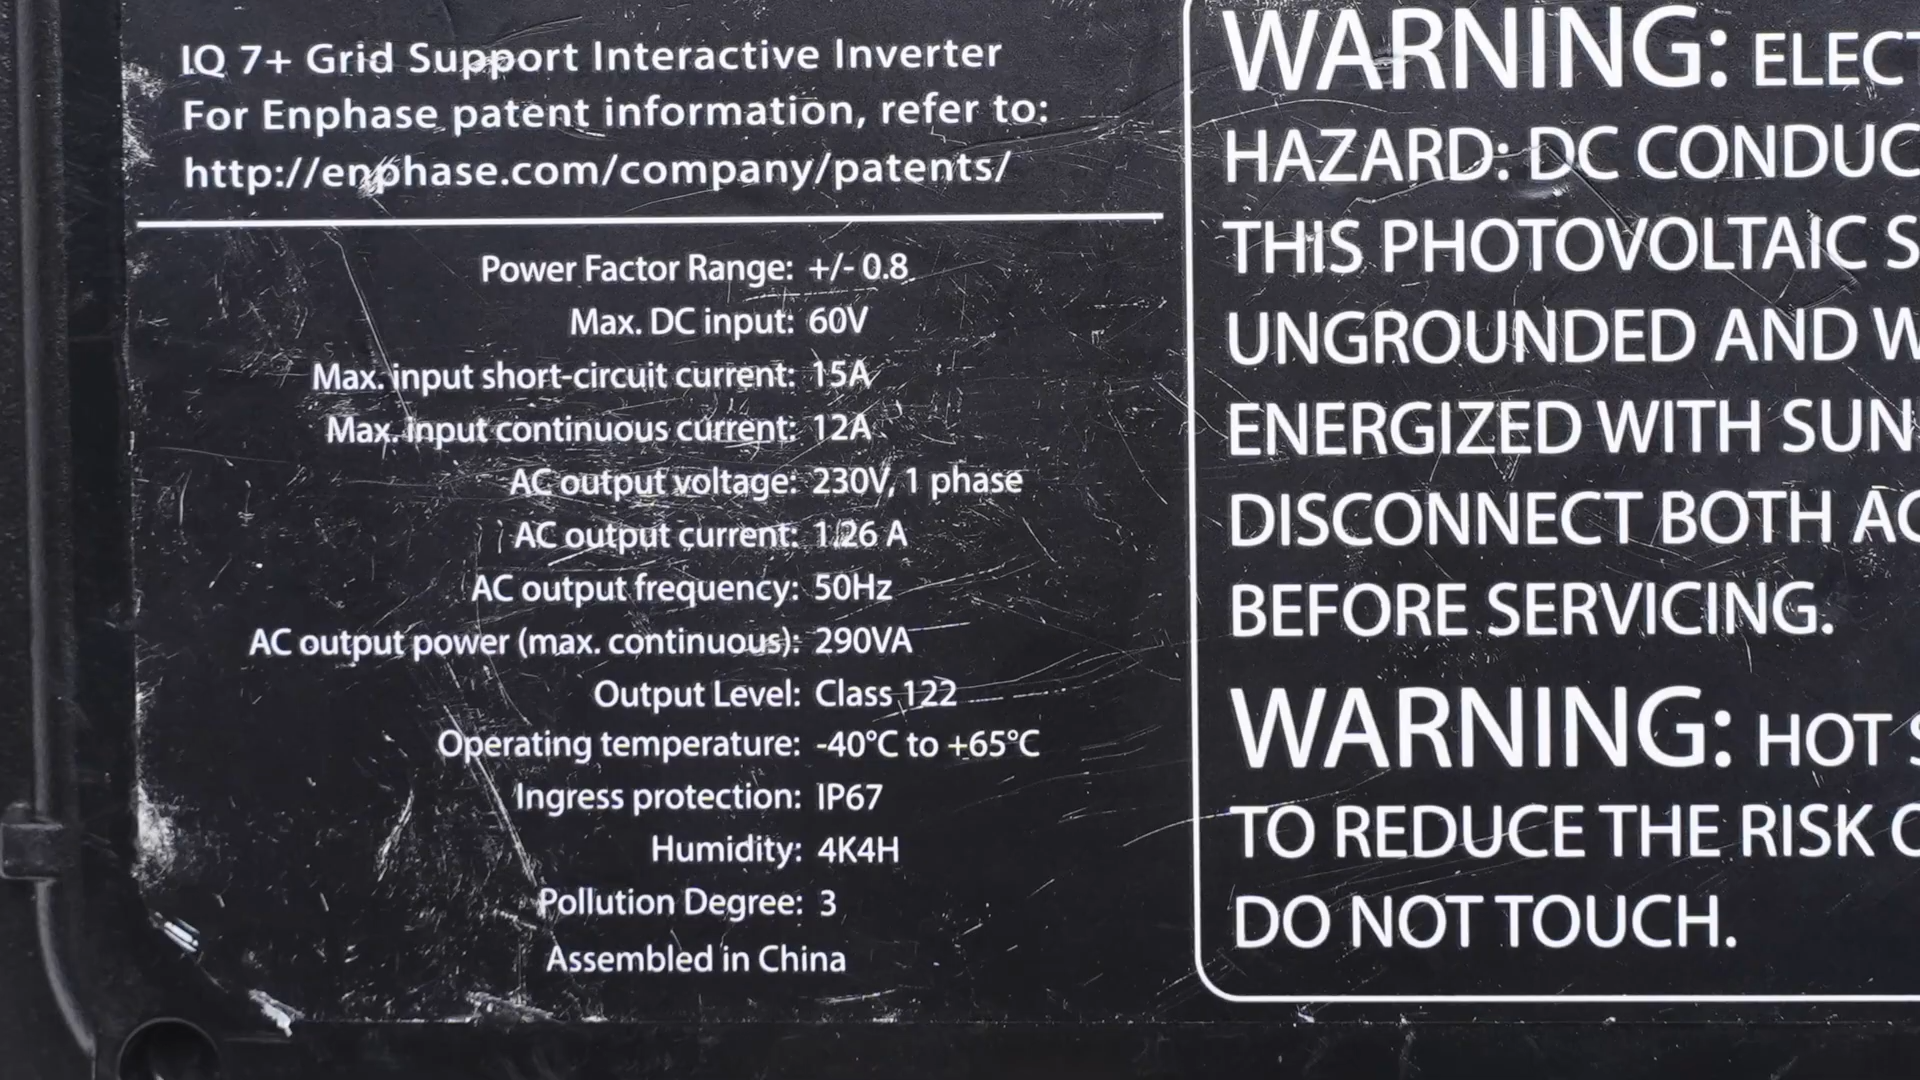 IQ 7+ Grid Support Interactive Inverter
For Enphase patent information, refer to:
http://enphase.com/company/patents/
Power Factor Range: +/- 0.8
Max. DC input: 60V
Max. input short-circuit current: 15A
Max. input continuous current: 12A
AC output voltage: 230V, 1 phase
AC output current: 1.26 A
AC output frequency: 50Hz
AC output power (max. continuous): 290VA
Output Level: Class 122
Operating temperature: -40°C to +65°C
Ingress protection: IP67
Humidity: 4K4H
Pollution Degree: 3
Assembled in China
WARNING: ELECT
HAZARD: DC CONDUC
THIS PHOTOVOLTAIC S
UNGROUNDED AND W
ENERGIZED WITH SUN
DISCONNECT BOTH AC
BEFORE SERVICING.
WARNING: HOT S
TO REDUCE THE RISK O
DO NOT TOUCH.